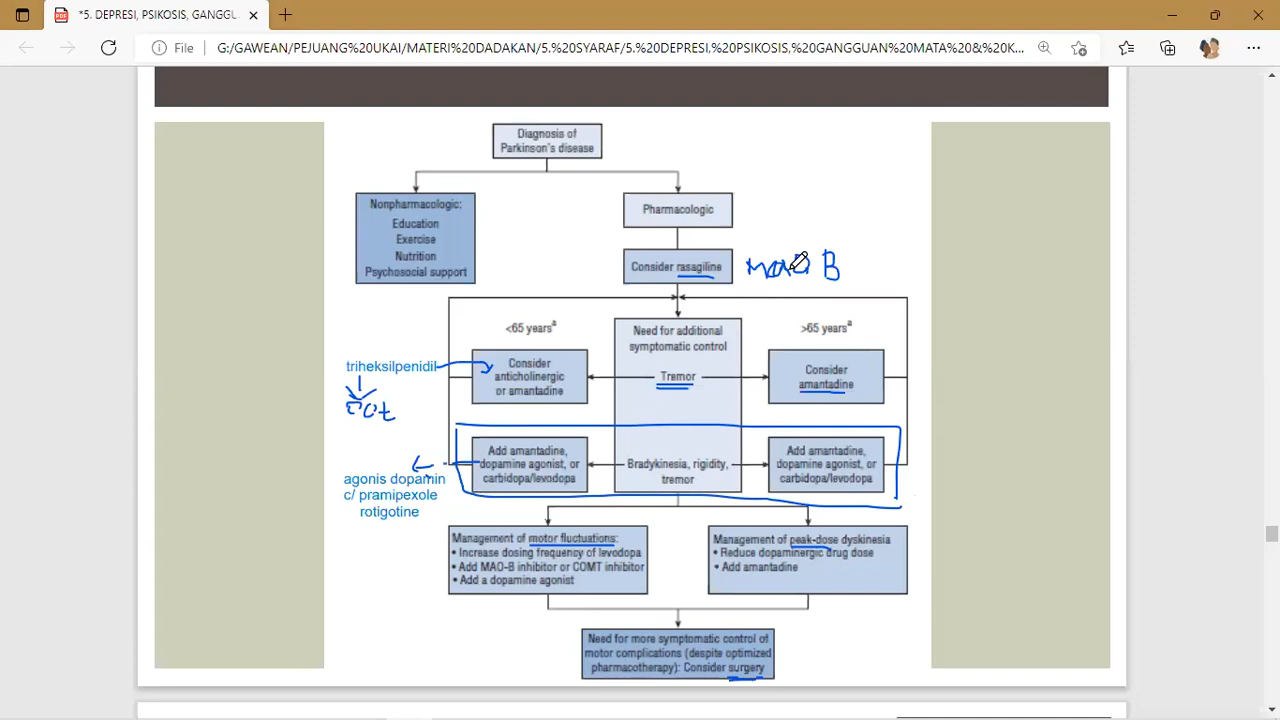 *5. DEPRESI, PSIKOSIS, GANGGU
File
G:/GAWEAN/PEJUANG%20UKAI/MATERI%20DADAKAN/5.%20SYARAF/5.%20DEPRESI,%20PSIKOSIS,%20GANGGUAN%20MATA%20&%20K...
Diagnosis of
Parkinson's disease
Nonpharmacologic:
Education
Exercise
Nutrition
Psychosocial support
Pharmacologic
Consider rasagiline
MAO B
<65 yearsª
Need for additional
symptomatic control
>65 yearsª
triheksilpenidil
Consider
anticholinergic
or amantadine
Tremor
Consider
amantadine
agonis dopamin
c/ pramipexole
rotigotine
Add amantadine,
dopamine agonist, or
carbidopa/levodopa
Bradykinesia, rigidity,
tremor
Add amantadine,
dopamine agonist, or
carbidopa/levodopa
Management of motor fluctuations:
• Increase dosing frequency of levodopa
• Add MAO-B inhibitor or COMT inhibitor
• Add a dopamine agonist
Management of peak-dose dyskinesia
• Reduce dopaminergic drug dose
• Add amantadine
Need for more symptomatic control of
motor complications (despite optimized
pharmacotherapy): Consider surgery